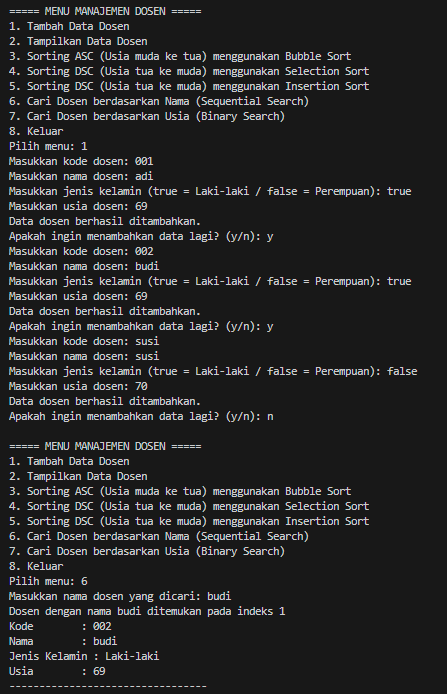 ===== MENU MANAJEMEN DOSEN =====
1. Tambah Data Dosen
2. Tampilkan Data Dosen
3. Sorting ASC (Usia muda ke tua) menggunakan Bubble Sort
4. Sorting DSC (Usia tua ke muda) menggunakan Selection Sort
5. Sorting DSC (Usia tua ke muda) menggunakan Insertion Sort
6. Cari Dosen berdasarkan Nama (Sequential Search)
7. Cari Dosen berdasarkan Usia (Binary Search)
8. Keluar
Pilih menu: 1
Masukkan kode dosen: 001
Masukkan nama dosen: adi
Masukkan jenis kelamin (true = Laki-laki / false = Perempuan): true
Masukkan usia dosen: 69
Data dosen berhasil ditambahkan.
Apakah ingin menambahkan data lagi? (y/n): y
Masukkan kode dosen: 002
Masukkan nama dosen: budi
Masukkan jenis kelamin (true = Laki-laki / false = Perempuan): true
Masukkan usia dosen: 69
Data dosen berhasil ditambahkan.
Apakah ingin menambahkan data lagi? (y/n): y
Masukkan kode dosen: susi
Masukkan nama dosen: susi
Masukkan jenis kelamin (true = Laki-laki / false = Perempuan): false
Masukkan usia dosen: 70
Data dosen berhasil ditambahkan.
Apakah ingin menambahkan data lagi? (y/n): n

===== MENU MANAJEMEN DOSEN =====
1. Tambah Data Dosen
2. Tampilkan Data Dosen
3. Sorting ASC (Usia muda ke tua) menggunakan Bubble Sort
4. Sorting DSC (Usia tua ke muda) menggunakan Selection Sort
5. Sorting DSC (Usia tua ke muda) menggunakan Insertion Sort
6. Cari Dosen berdasarkan Nama (Sequential Search)
7. Cari Dosen berdasarkan Usia (Binary Search)
8. Keluar
Pilih menu: 6
Masukkan nama dosen yang dicari: budi
Dosen dengan nama budi ditemukan pada indeks 1
Kode        : 002
Nama        : budi
Jenis Kelamin : Laki-laki
Usia        : 69
---------------------------------